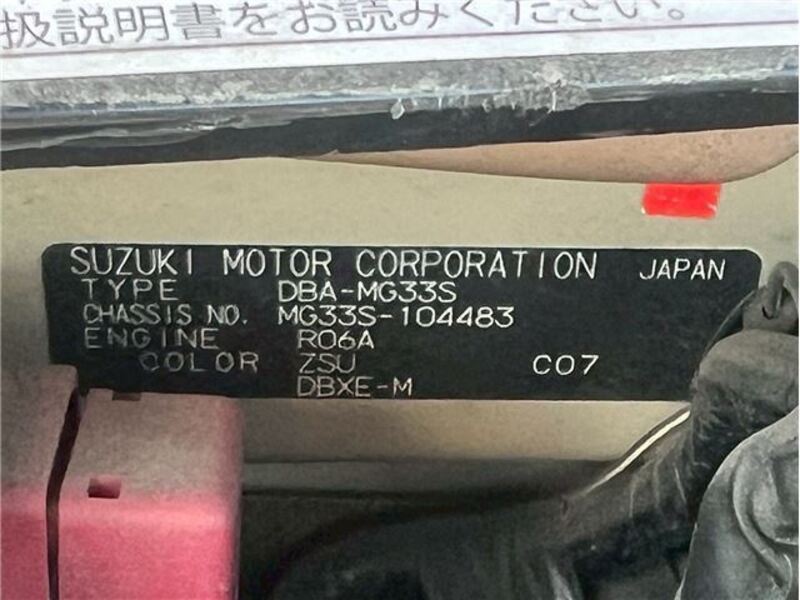 扱説明書をお読みください。
SUZUKI MOTOR CORPORATION JAPAN
TYPE DBA-MG33S
CHASSIS NO. MG33S-104483
ENGINE R06A
COLOR ZSU C07
DBXE-M